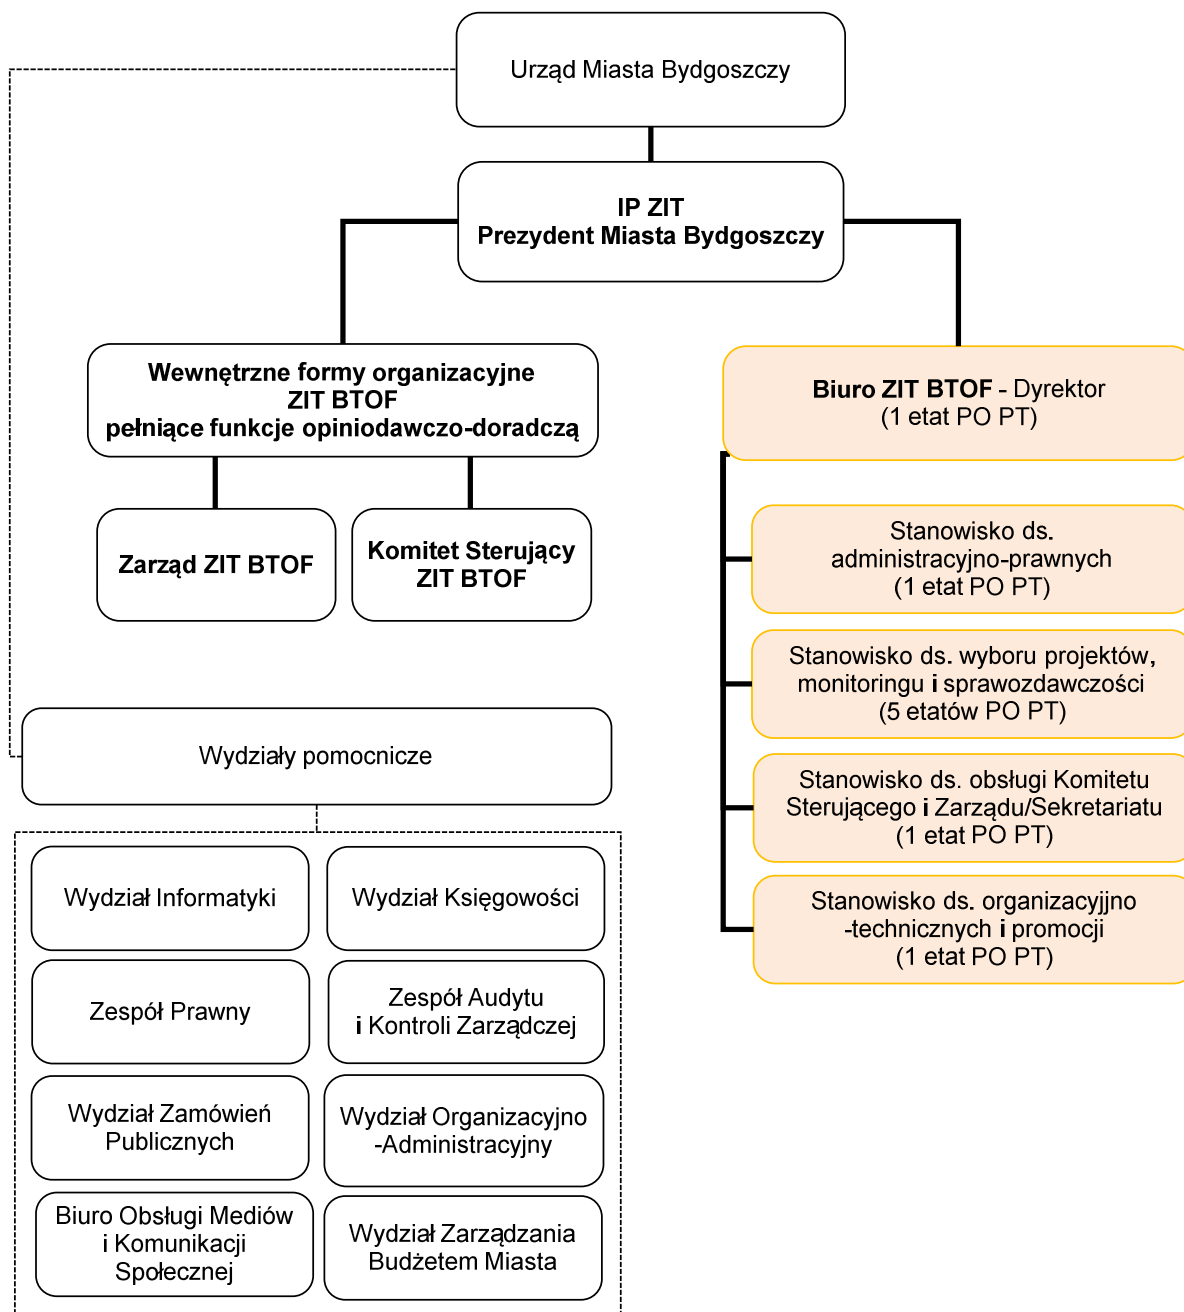 Urząd Miasta Bydgoszczy
IP ZIT
Prezydent Miasta Bydgoszczy
Wewnętrzne formy organizacyjne
ZIT BTOF
pełniące funkcje opiniodawczo-doradczą
Zarząd ZIT BTOF
Komitet Sterujący
ZIT BTOF
Biuro ZIT BTOF - Dyrektor
(1 etat PO PT)
Stanowisko ds.
administracyjno-prawnych
(1 etat PO PT)
Stanowisko ds. wyboru projektów,
monitoringu i sprawozdawczości
(5 etatów PO PT)
Stanowisko ds. obsługi Komitetu
Sterującego i Zarządu/Sekretariatu
(1 etat PO PT)
Stanowisko ds. organizacyjjno
-technicznych i promocji
(1 etat PO PT)
Wydziały pomocnicze
Wydział Informatyki
Wydział Księgowości
Zespół Prawny
Zespół Audytu
i Kontroli Zarządczej
Wydział Zamówień
Publicznych
Wydział Organizacyjno
-Administracyjny
Biuro Obsługi Mediów
i Komunikacji
Społecznej
Wydział Zarządzania
Budżetem Miasta